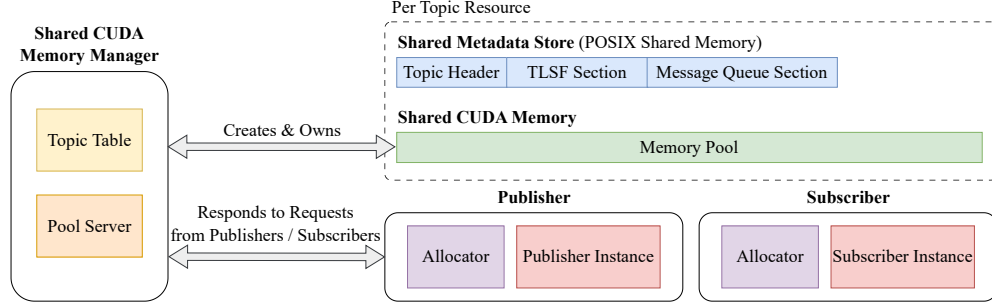 Per Topic Resource
Shared CUDA
Memory Manager
Shared Metadata Store (POSIX Shared Memory)
Topic Header
TLSF Section
Message Queue Section
Topic Table
Creates & Owns
Shared CUDA Memory
Memory Pool
Pool Server
Responds to Requests
from Publishers / Subscribers
Publisher
Allocator
Publisher Instance
Subscriber
Allocator
Subscriber Instance